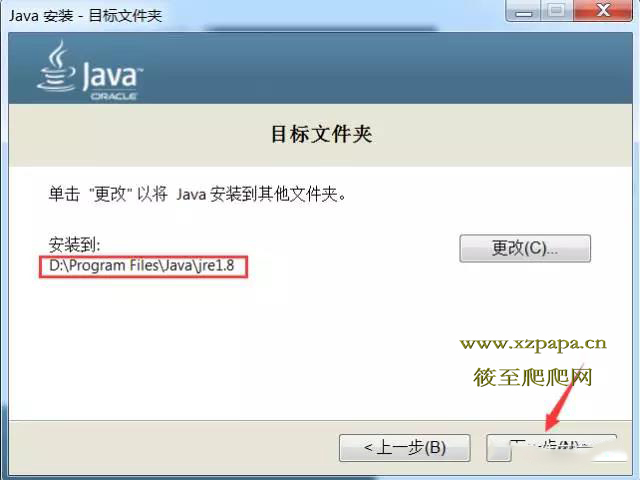 Java 安装 - 目标文件夹
Java
ORACLE
目标文件夹
单击 "更改" 以将 Java 安装到其他文件夹。
安装到:
更改(C)...
D:\Program Files\Java\jre1.8
www.xzpapa.cn
筱至爬爬网
< 上一步(B)